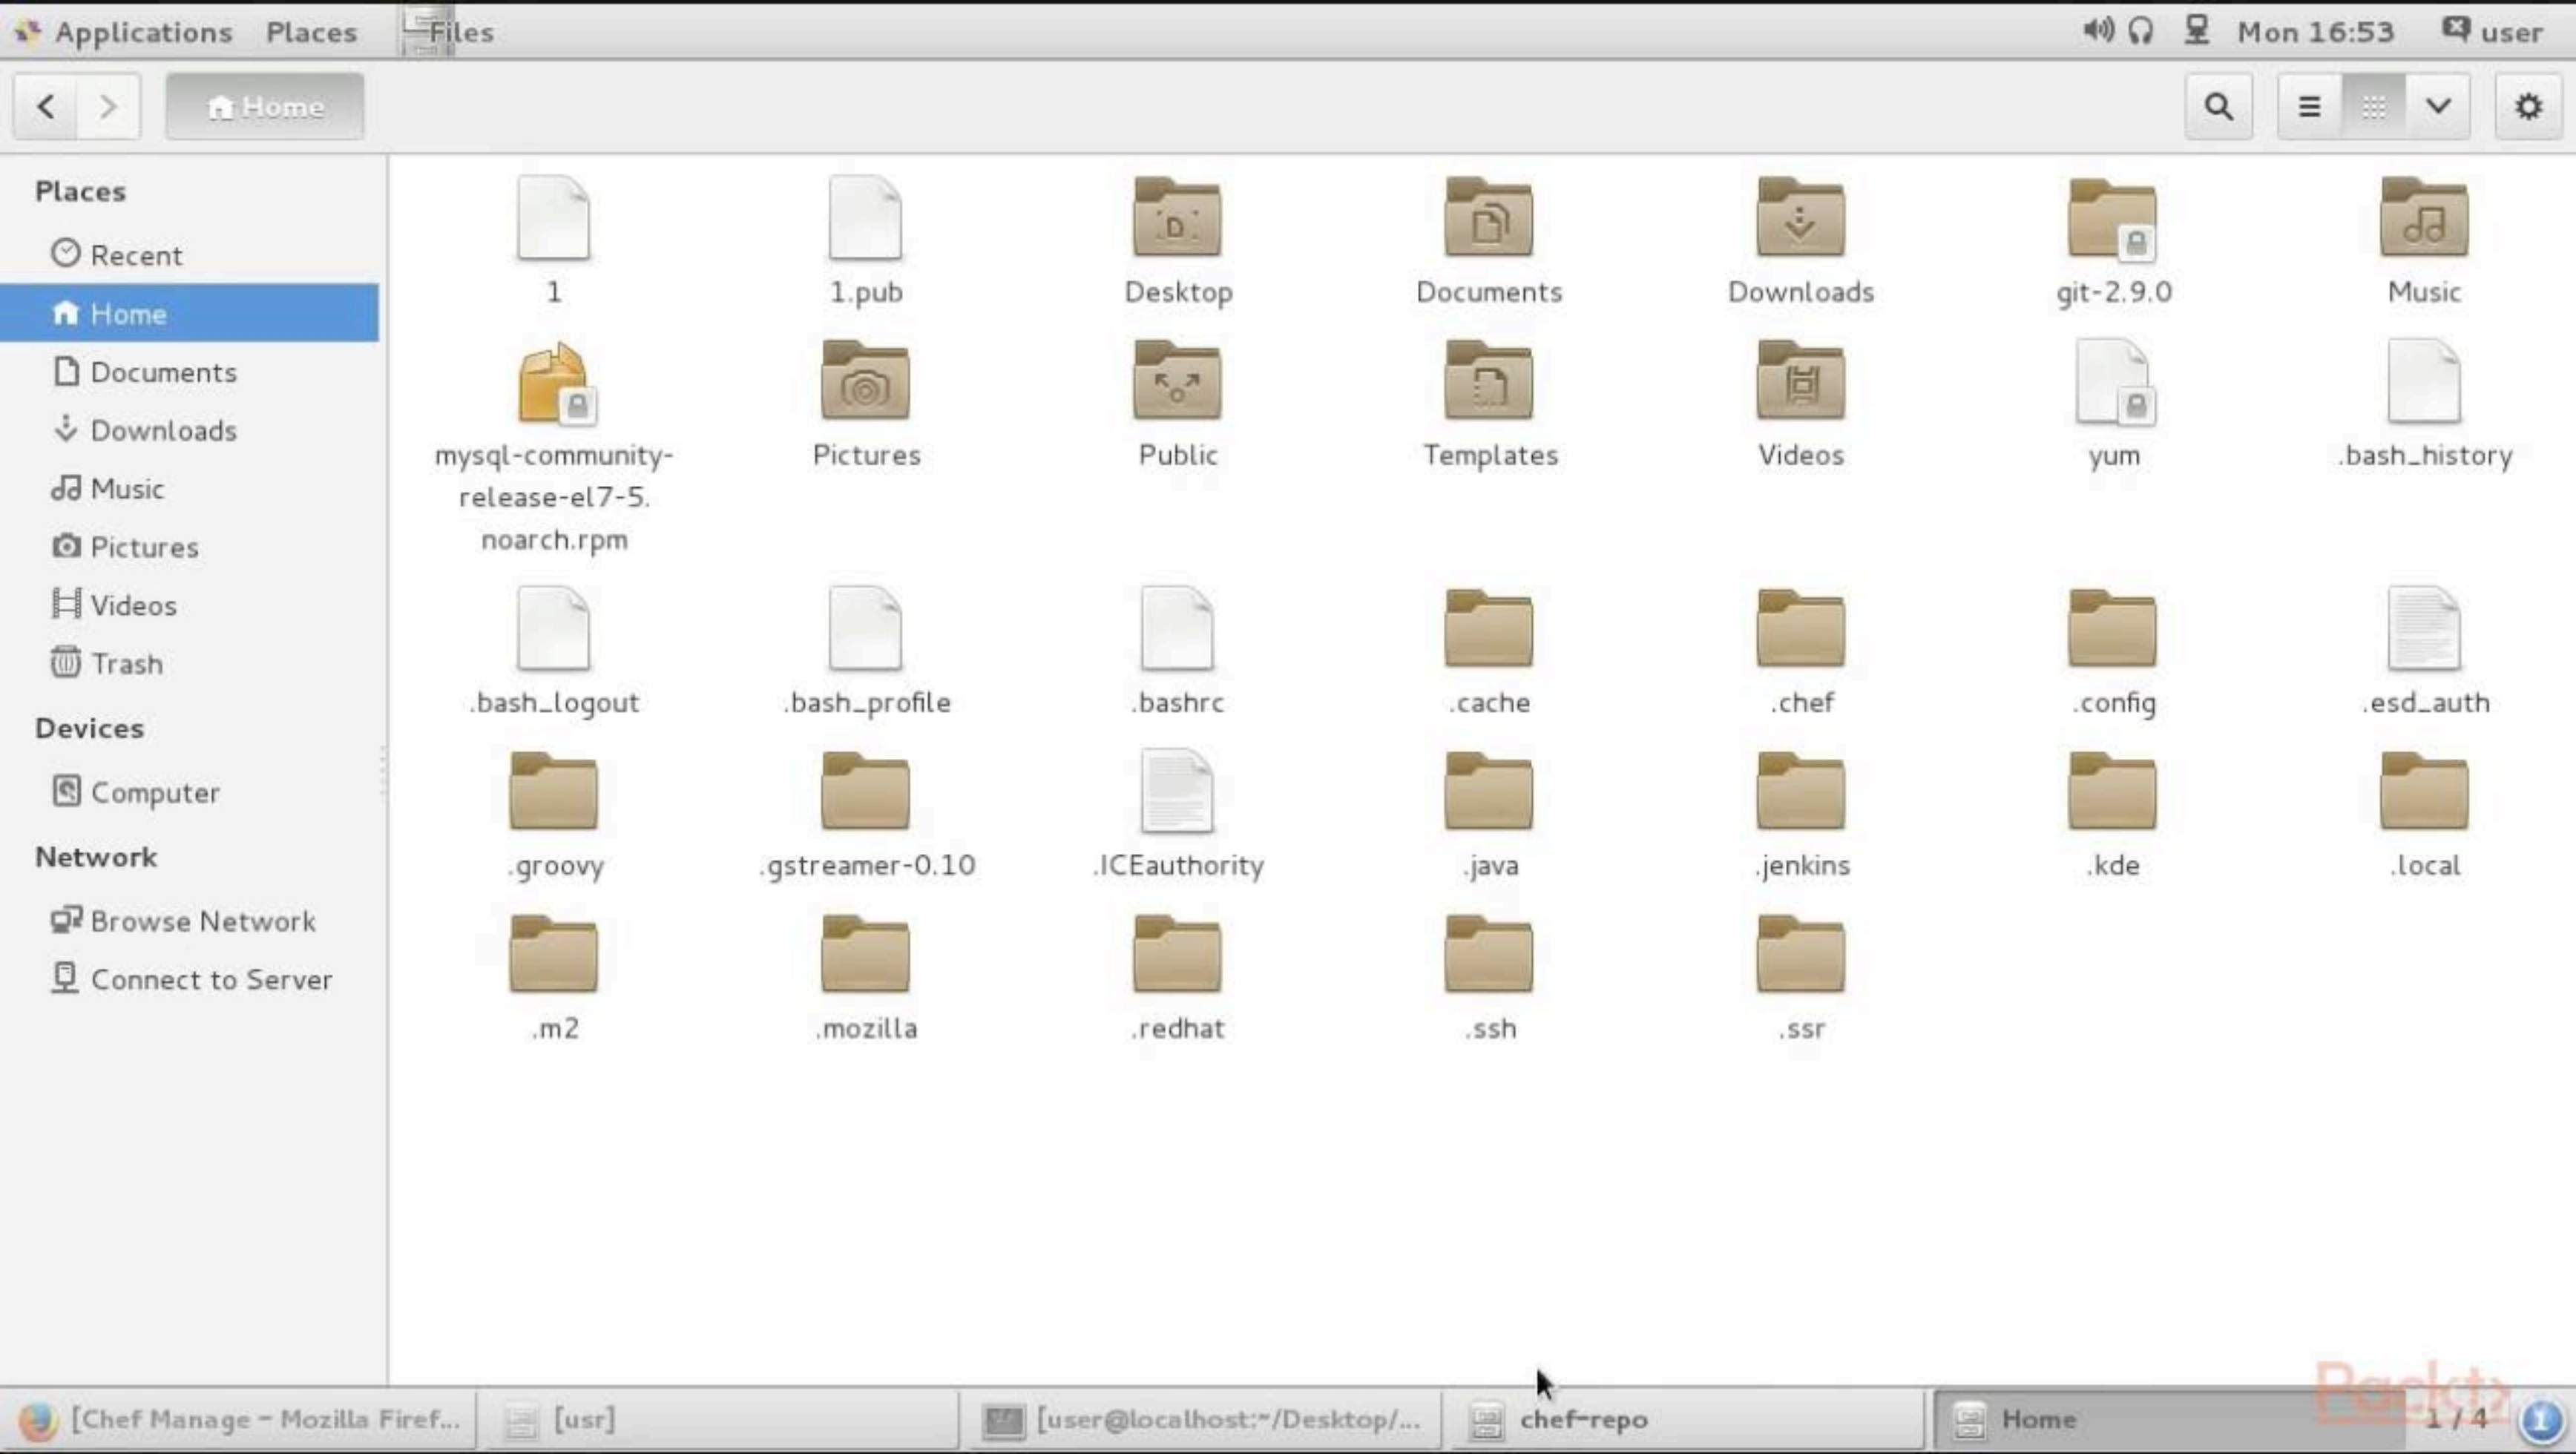 Applications Places Files Mon 16:53 user
Home
Places
Recent
Home
Documents
Downloads
Music
Pictures
Videos
Trash
Devices
Computer
Network
Browse Network
Connect to Server
1 1.pub Desktop Documents Downloads git-2.9.0 Music
mysql-community- Pictures Public Templates Videos yum .bash_history
release-el7-5.
noarch.rpm
.bash_logout .bash_profile .bashrc .cache .chef .config .esd_auth
.groovy .gstreamer-0.10 .ICEauthority .java .jenkins .kde .local
.m2 .mozilla .redhat .ssh .ssr
Packt>
[Chef Manage - Mozilla Firef... [usr] [user@localhost:~/Desktop/... chef-repo Home 1 / 4 1